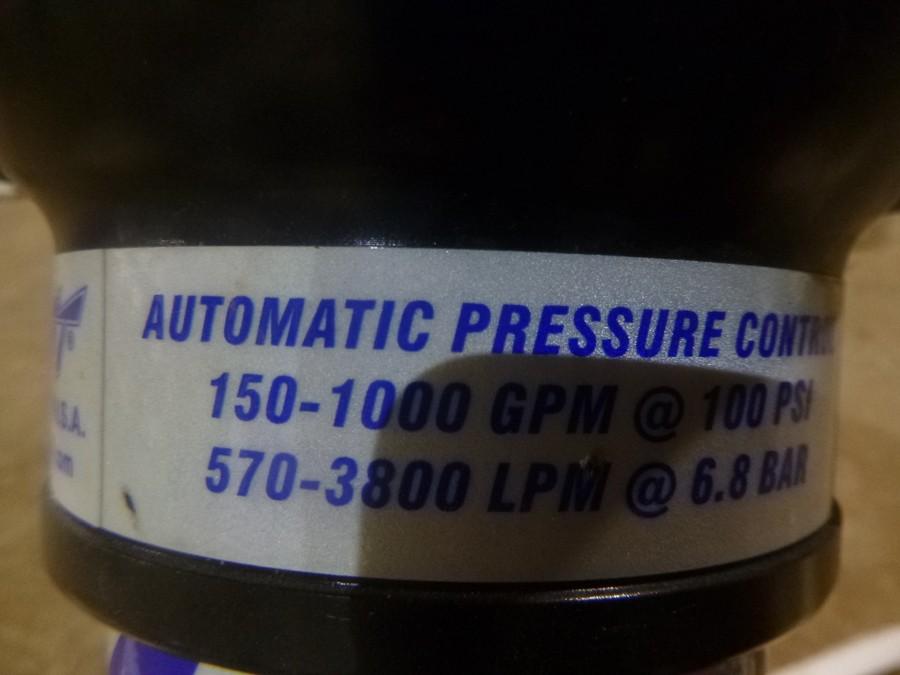 AUTOMATIC PRESSURE CONTROL
150-1000 GPM @ 100 PSI
570-3800 LPM @ 6.8 BAR
.S.A.